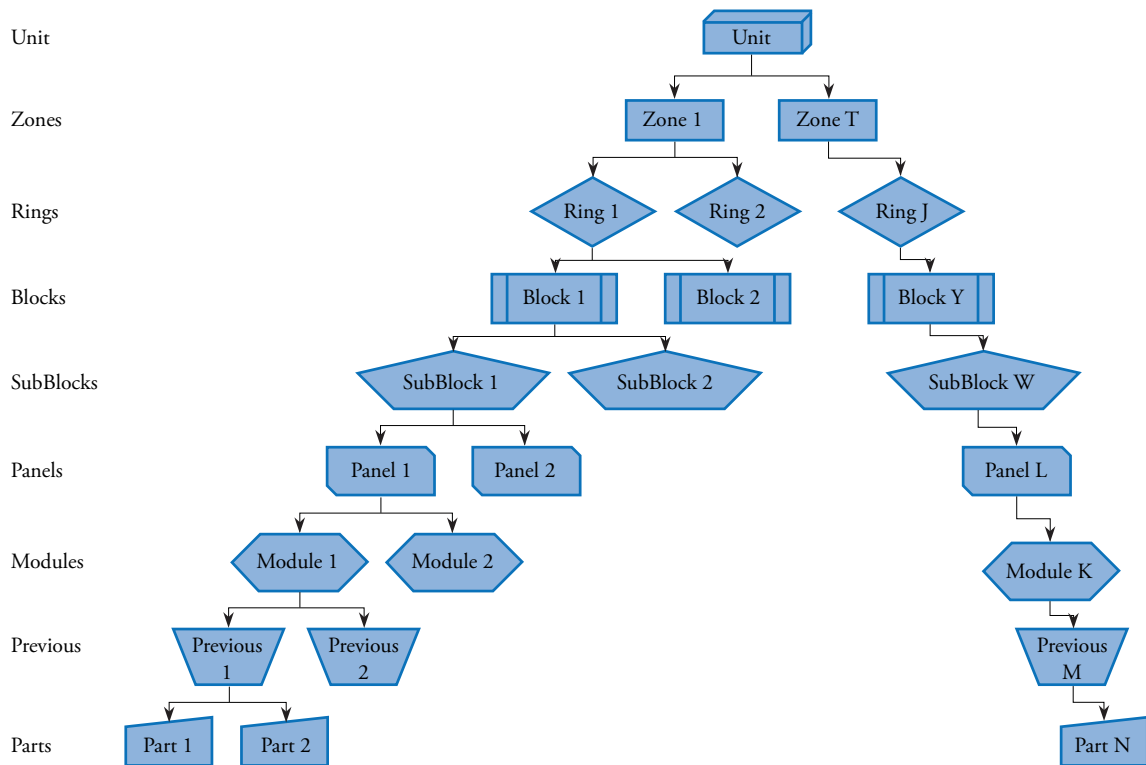 Unit
Unit
Zones
Zone 1
Zone T
Rings
Ring 1
Ring 2
Ring J
Blocks
Block 1
Block 2
Block Y
SubBlocks
SubBlock 1
SubBlock 2
SubBlock W
Panels
Panel 1
Panel 2
Panel L
Modules
Module 1
Module 2
Module K
Previous
Previous
1
Previous
2
Previous
M
Parts
Part 1
Part 2
Part N